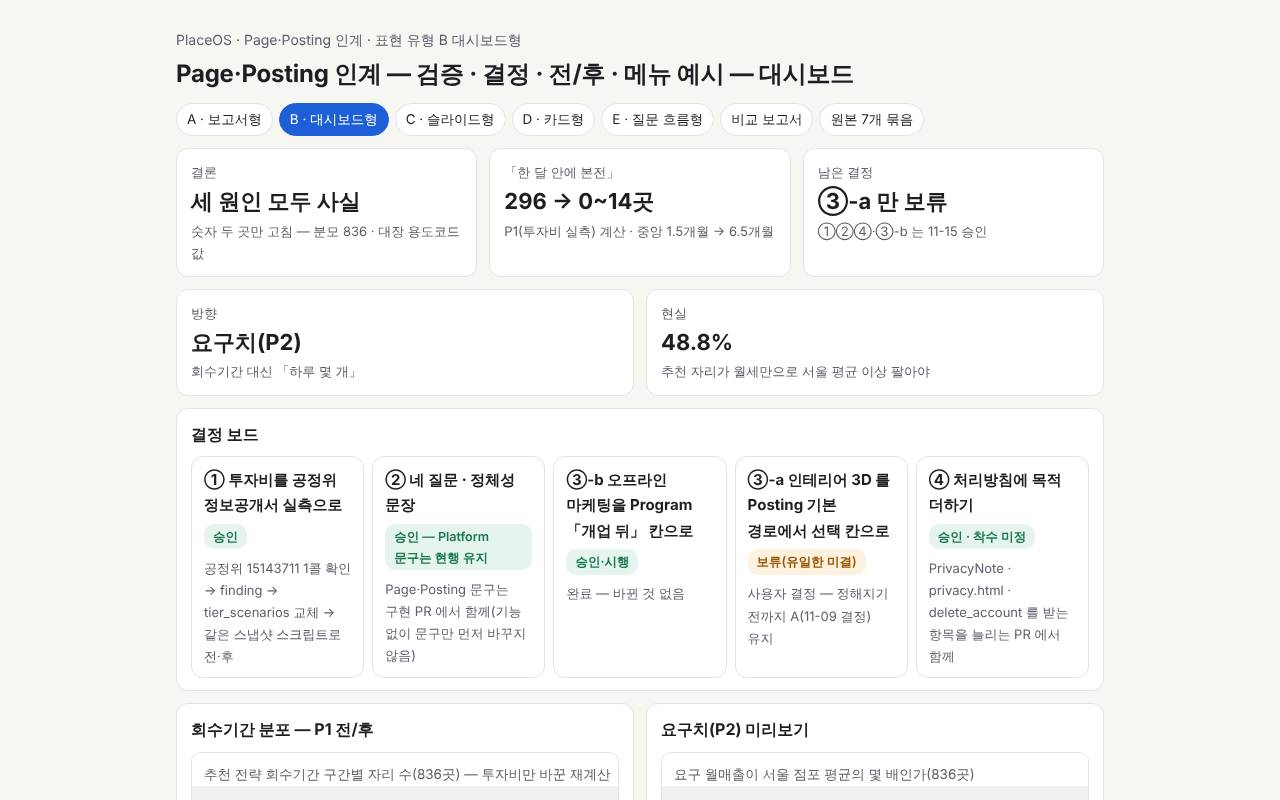 PlaceOS · Page·Posting 인계 · 표현 유형 B 대시보드형
Page·Posting 인계 — 검증 · 결정 · 전/후 · 메뉴 예시 — 대시보드
A · 보고서형
B · 대시보드형
C · 슬라이드형
D · 카드형
E · 질문 흐름형
비교 보고서
원본 7개 묶음
결론
세 원인 모두 사실
숫자 두 곳만 고침 — 분모 836 · 대장 용도코드
값
「한 달 안에 본전」
296 → 0~14곳
P1(투자비 실측) 계산 · 중앙 1.5개월 → 6.5개월
남은 결정
③-a 만 보류
①②④·③-b 는 11-15 승인
방향
요구치(P2)
회수기간 대신 「하루 몇 개」
현실
48.8%
추천 자리가 월세만으로 서울 평균 이상 팔아야
결정 보드
① 투자비를 공정위
정보공개서 실측으로
승인
공정위 15143711 1콜 확인
→ finding →
tier_scenarios 교체 →
같은 스냅샷 스크립트로
전·후
② 네 질문 · 정체성
문장
승인 — Platform
문구는 현행 유지
Page·Posting 문구는
구현 PR 에서 함께(기능
없이 문구만 먼저 바꾸지
않음)
③-b 오프라인
마케팅을 Program
「개업 뒤」 칸으로
승인·시행
완료 — 바뀐 것 없음
③-a 인테리어 3D 를
Posting 기본
경로에서 선택 칸으로
보류(유일한 미결)
사용자 결정 — 정해지기
전까지 A(11-09 결정)
유지
④ 처리방침에 목적
더하기
승인 · 착수 미정
PrivacyNote ·
privacy.html ·
delete_account 를 받는
항목을 늘리는 PR 에서
함께
회수기간 분포 — P1 전/후
추천 전략 회수기간 구간별 자리 수(836곳) — 투자비만 바꾼 재계산
요구치(P2) 미리보기
요구 월매출이 서울 점포 평균의 몇 배인가(836곳)